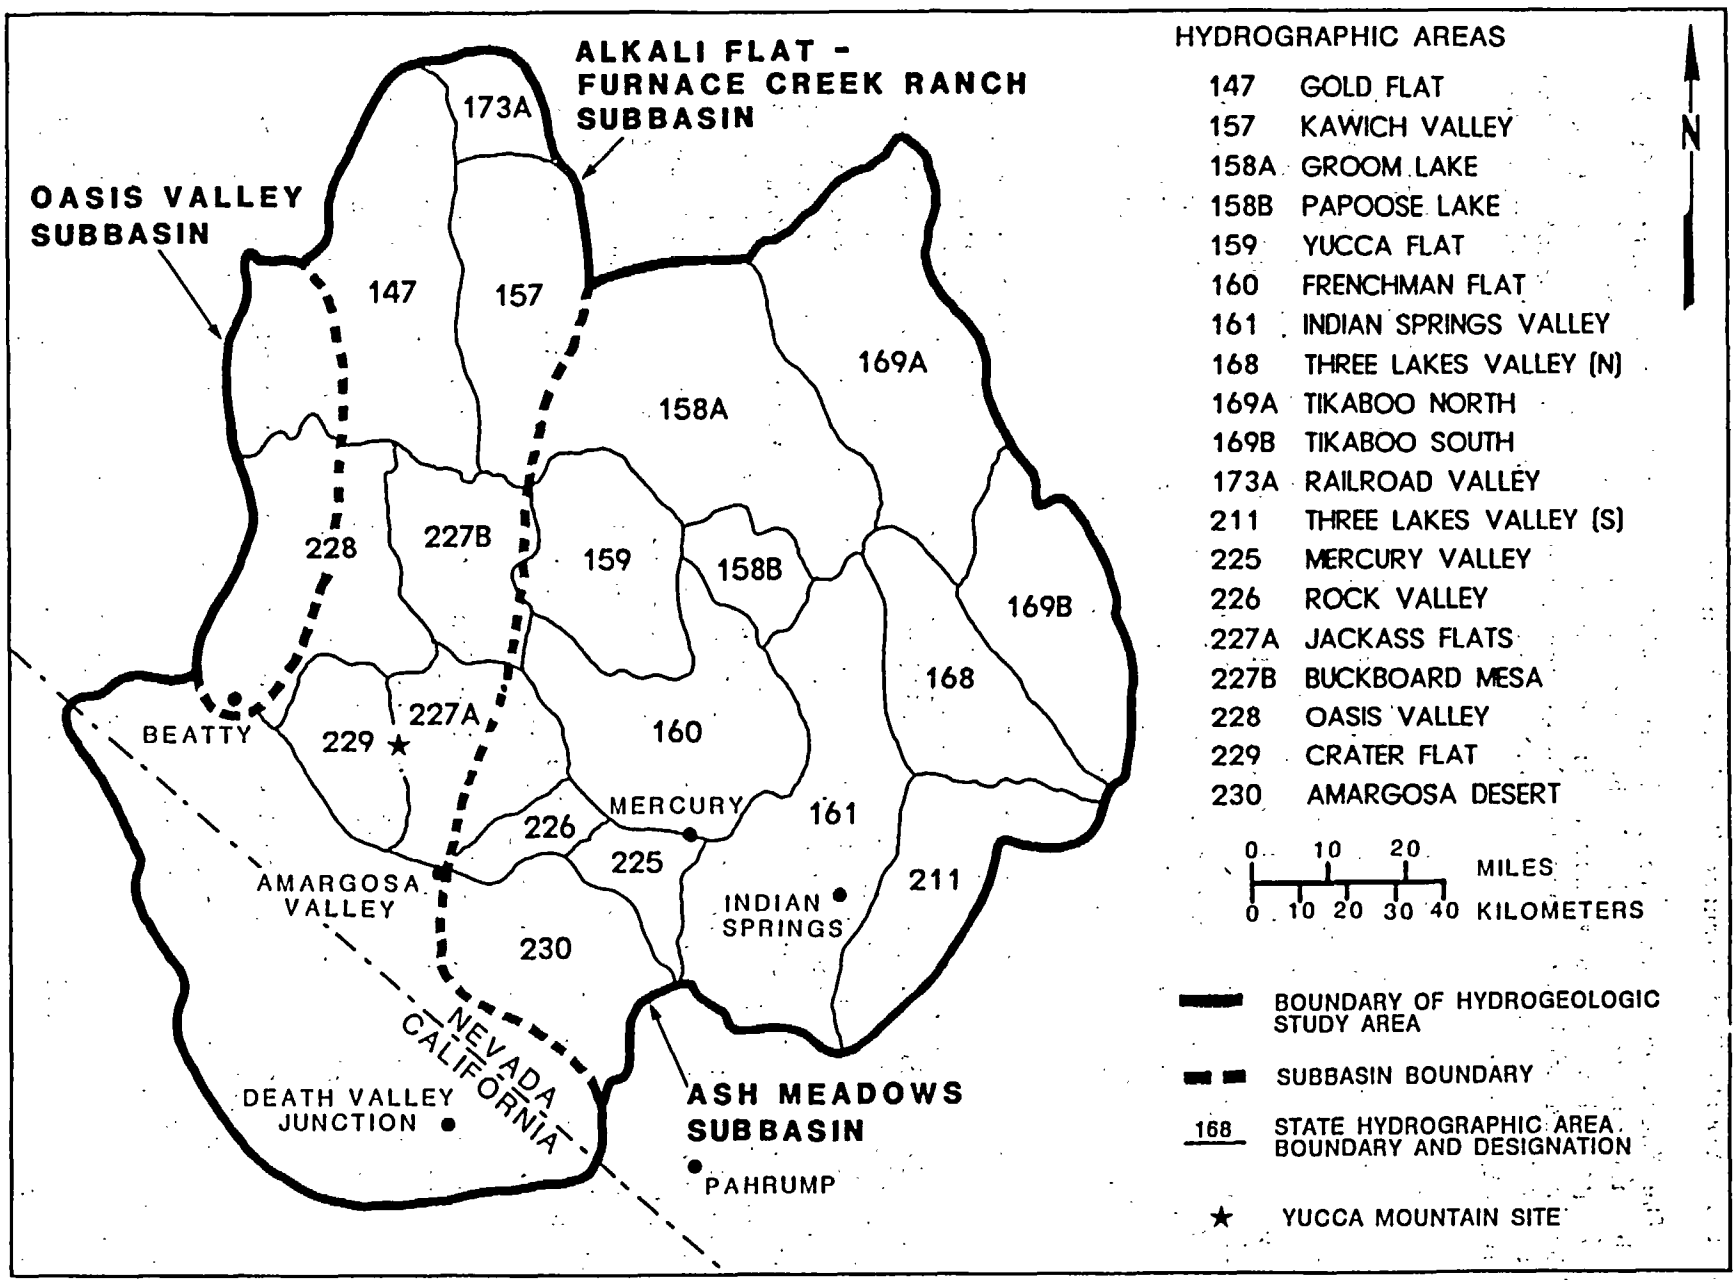 ALKALI FLAT -
FURNACE CREEK RANCH
SUBBASIN
OASIS VALLEY
SUBBASIN
173A
147
157
169A
158A
228
227B
159
158B
169B
168
227A
229
160
BEATTY
MERCURY
161
226
225
211
AMARGOSA
VALLEY
INDIAN
SPRINGS
230
NEVADA
CALIFORNIA
DEATH VALLEY
JUNCTION
ASH MEADOWS
SUBBASIN
PAHRUMP
HYDROGRAPHIC AREAS
147 GOLD FLAT
157 KAWICH VALLEY
158A GROOM LAKE
158B PAPOOSE LAKE
159 YUCCA FLAT
160 FRENCHMAN FLAT
161 INDIAN SPRINGS VALLEY
168 THREE LAKES VALLEY (N)
169A TIKABOO NORTH
169B TIKABOO SOUTH
173A RAILROAD VALLEY
211 THREE LAKES VALLEY (S)
225 MERCURY VALLEY
226 ROCK VALLEY
227A JACKASS FLATS
227B BUCKBOARD MESA
228 OASIS VALLEY
229 CRATER FLAT
230 AMARGOSA DESERT
N
0 10 20 MILES
0 10 20 30 40 KILOMETERS
BOUNDARY OF HYDROGEOLOGIC
STUDY AREA
SUBBASIN BOUNDARY
168 STATE HYDROGRAPHIC AREA
BOUNDARY AND DESIGNATION
YUCCA MOUNTAIN SITE